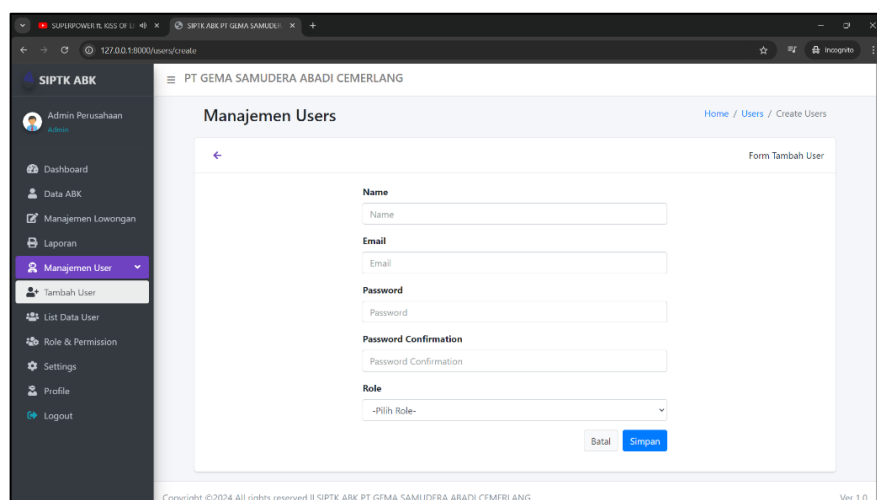 SUPERPOWER ft. KISS OF LI
SIPTK ABK PT GEMA SAMUDER
127.0.0.1:8000/users/create
Incognito
SIPTK ABK
PT GEMA SAMUDERA ABADI CEMERLANG
Admin Perusahaan
Admin
Manajemen Users
Home / Users / Create Users
Form Tambah User
Dashboard
Data ABK
Manajemen Lowongan
Laporan
Manajemen User
Tambah User
List Data User
Role & Permission
Settings
Profile
Logout
Name
Name
Email
Email
Password
Password
Password Confirmation
Password Confirmation
Role
-Pilih Role-
Batal
Simpan
Copyright ©2024 All rights reserved || SIPTK ABK PT GEMA SAMUDERA ABADI CEMERLANG
Ver 1.0